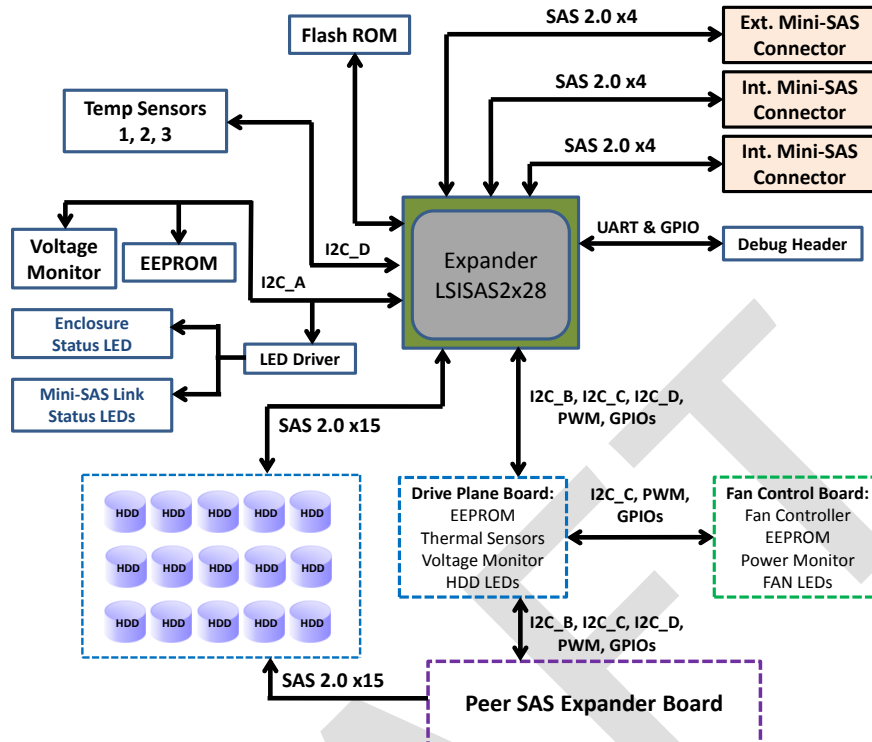 SAS 2.0 x4
Ext. Mini-SAS
Connector
Flash ROM
SAS 2.0 x4
Int. Mini-SAS
Connector
Temp Sensors
1, 2, 3
SAS 2.0 x4
Int. Mini-SAS
Connector
UART & GPIO
Debug Header
Voltage
Monitor
EEPROM
I2C_D
I2C_A
Expander
LSISAS2x28
Enclosure
Status LED
LED Driver
Mini-SAS Link
Status LEDs
SAS 2.0 x15
I2C_B, I2C_C, I2C_D,
PWM, GPIOs
HDD HDD HDD HDD HDD
HDD HDD HDD HDD HDD
HDD HDD HDD HDD HDD
Drive Plane Board:
EEPROM
Thermal Sensors
Voltage Monitor
HDD LEDs
I2C_C, PWM,
GPIOs
Fan Control Board:
Fan Controller
EEPROM
Power Monitor
FAN LEDs
I2C_B, I2C_C, I2C_D,
PWM, GPIOs
SAS 2.0 x15
Peer SAS Expander Board